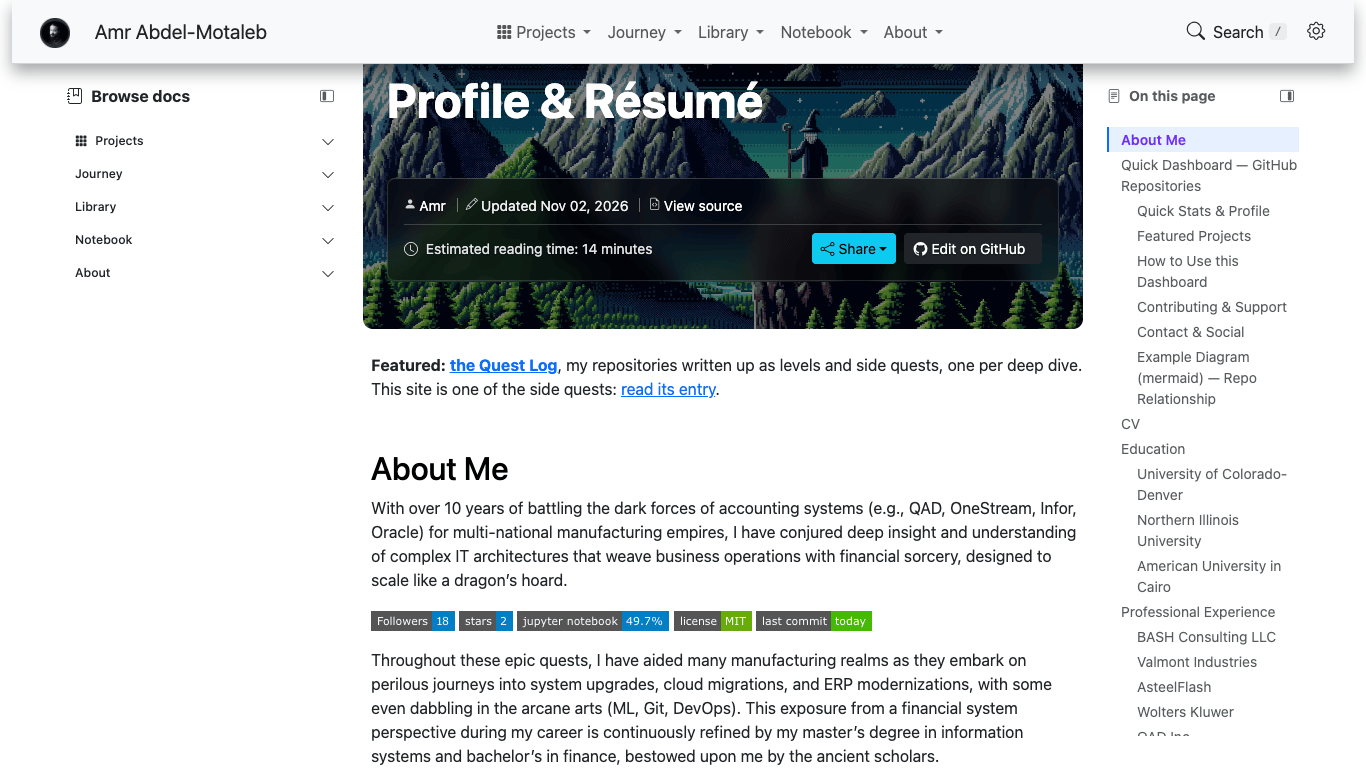 Amr Abdel-Motaleb
Projects Journey Library Notebook About
Search /
Browse docs
Projects
Journey
Library
Notebook
About
Profile & Résumé
Amr Updated Nov 02, 2026 View source
Estimated reading time: 14 minutes Share Edit on GitHub
Featured: the Quest Log, my repositories written up as levels and side quests, one per deep dive.
This site is one of the side quests: read its entry.
About Me
With over 10 years of battling the dark forces of accounting systems (e.g., QAD, OneStream, Infor,
Oracle) for multi-national manufacturing empires, I have conjured deep insight and understanding
of complex IT architectures that weave business operations with financial sorcery, designed to
scale like a dragon’s hoard.
Followers 18 stars 2 jupyter notebook 49.7% license MIT last commit today
Throughout these epic quests, I have aided many manufacturing realms as they embark on
perilous journeys into system upgrades, cloud migrations, and ERP modernizations, with some
even dabbling in the arcane arts (ML, Git, DevOps). This exposure from a financial system
perspective during my career is continuously refined by my master’s degree in information
systems and bachelor’s in finance, bestowed upon me by the ancient scholars.
On this page
About Me
Quick Dashboard — GitHub
Repositories
Quick Stats & Profile
Featured Projects
How to Use this
Dashboard
Contributing & Support
Contact & Social
Example Diagram
(mermaid) — Repo
Relationship
CV
Education
University of Colorado-
Denver
Northern Illinois
University
American University in
Cairo
Professional Experience
BASH Consulting LLC
Valmont Industries
AsteelFlash
Wolters Kluwer